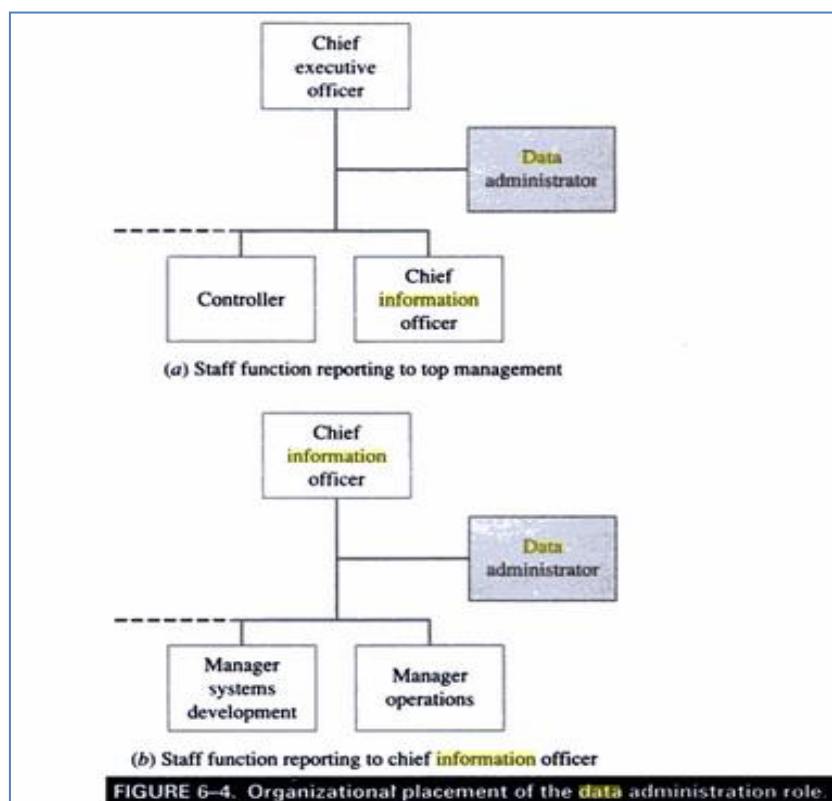 Chief
executive
officer
Data
administrator
Controller
Chief
information
officer
(a) Staff function reporting to top management
Chief
information
officer
Data
administrator
Manager
systems
development
Manager
operations
(b) Staff function reporting to chief information officer
FIGURE 6–4. Organizational placement of the data administration role.